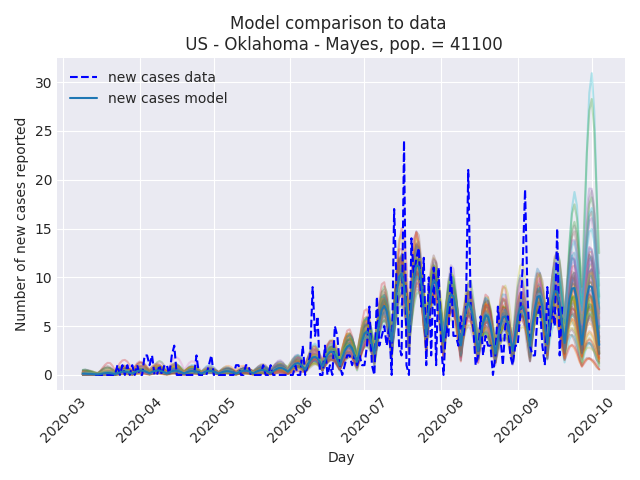 Model comparison to data
US - Oklahoma - Mayes, pop. = 41100
new cases data
new cases model
Number of new cases reported
30
25
20
15
10
5
0
2020-03
2020-04
2020-05
2020-06
2020-07
2020-08
2020-09
2020-10
Day